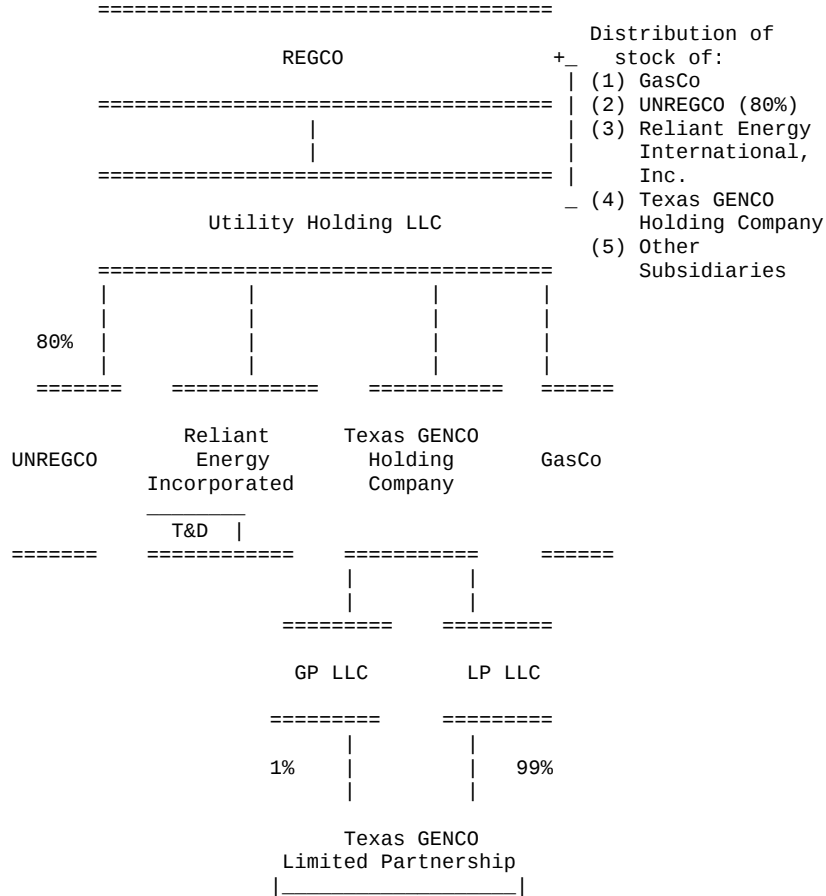 Distribution of
REGCO stock of:
(1) GasCo
(2) UNREGCO (80%)
(3) Reliant Energy
International,
Inc.
(4) Texas GENCO
Utility Holding LLC Holding Company
(5) Other
Subsidiaries
80%
Reliant Texas GENCO
UNREGCO Energy Holding GasCo
Incorporated Company
T&D
GP LLC LP LLC
1% 99%
Texas GENCO
Limited Partnership